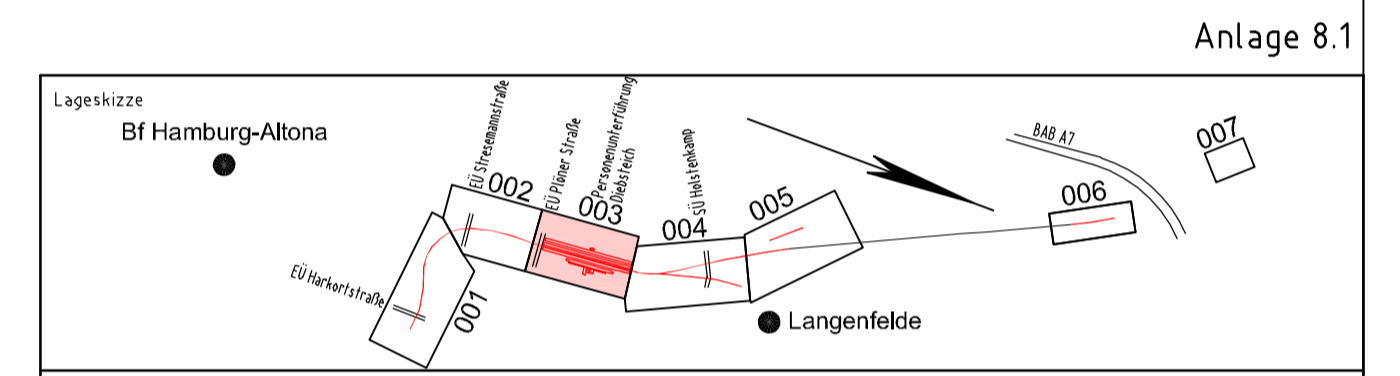 Anlage 8.1
Lageskizze
Bf Hamburg-Altona
EÜ Stresemannstraße
002
EÜ Plöner Straße
003
Personenunterführung
Diebsteich
004
SÜ Holstenkamp
005
BAB A7
006
007
EÜ Harkortstraße
001
Langenfelde